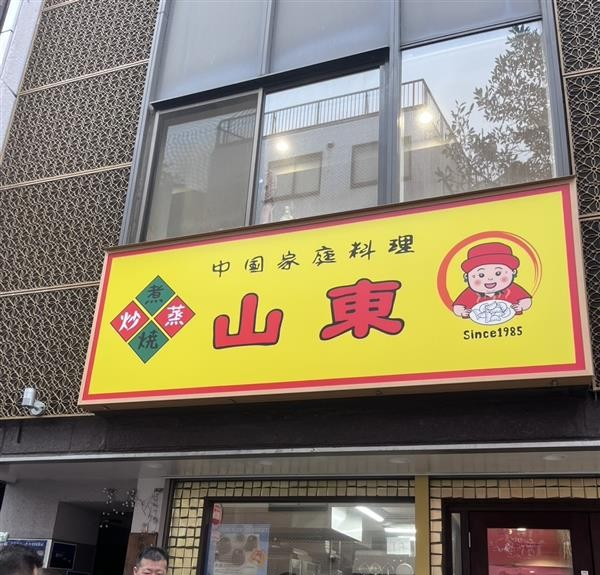 中国家庭料理
煮
炒 蒸
焼
山東
Since1985